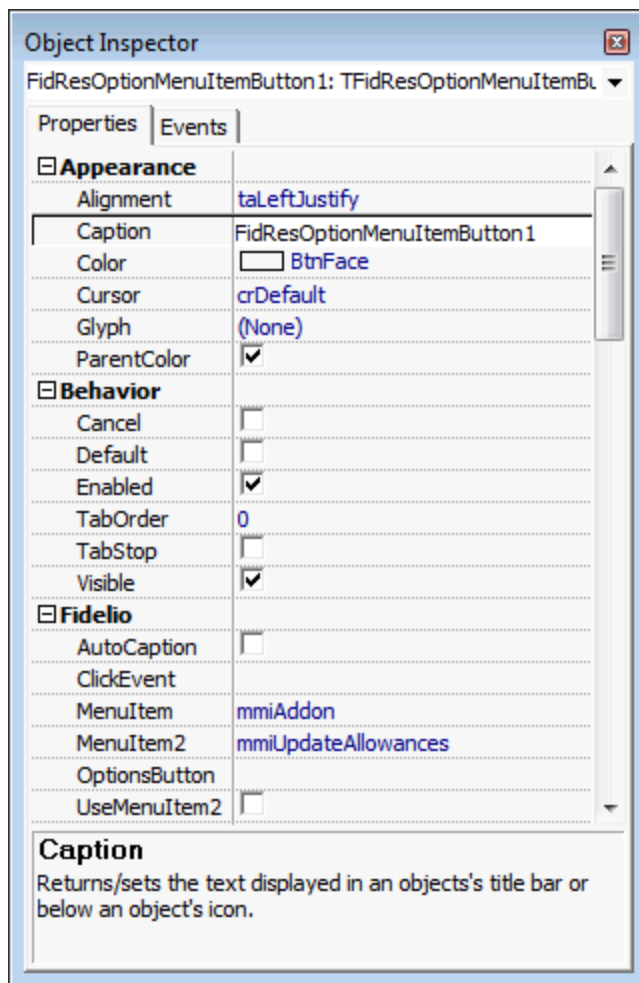 Object Inspector
FidResOptionMenuItemButton1: TFidResOptionMenuItemBu
Properties Events
Appearance
Alignment taLeftJustify
Caption FidResOptionMenuItemButton1
Color BtnFace
Cursor crDefault
Glyph (None)
ParentColor
Behavior
Cancel
Default
Enabled
TabOrder 0
TabStop
Visible
Fidelio
AutoCaption
ClickEvent
MenuItem mmiAddon
MenuItem2 mmiUpdateAllowances
OptionsButton
UseMenuItem2
Caption
Returns/sets the text displayed in an objects's title bar or
below an object's icon.